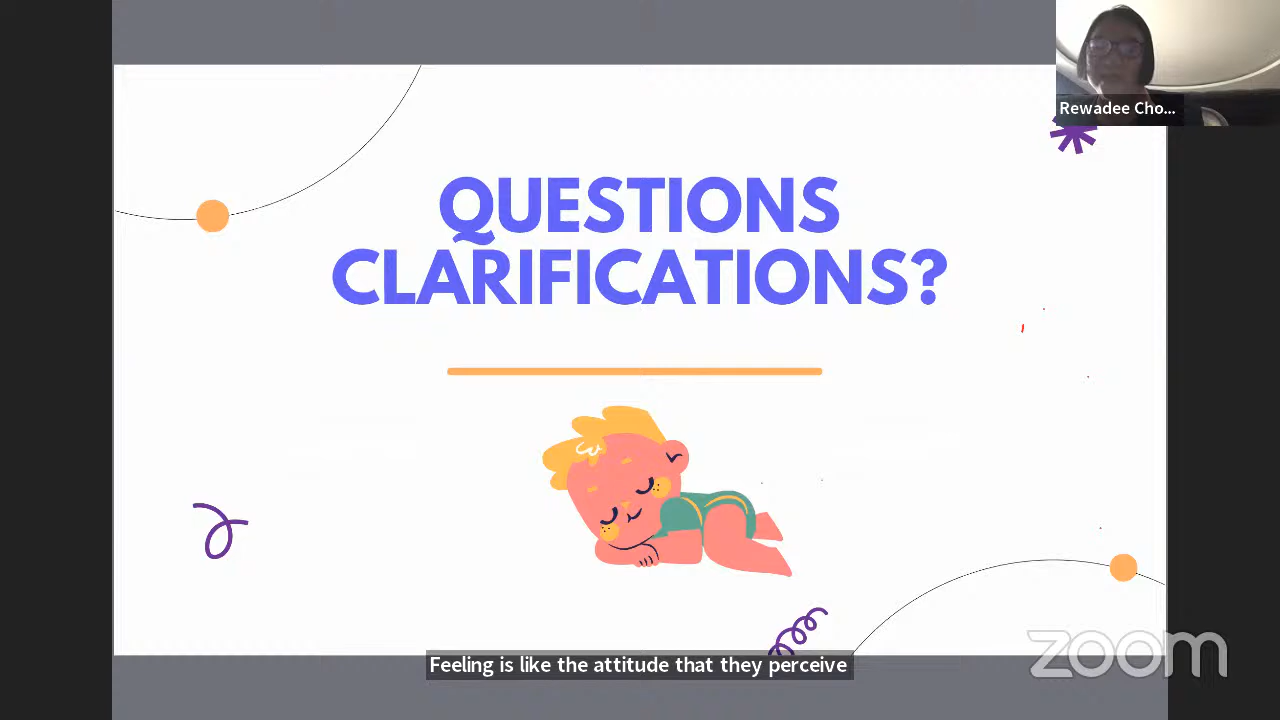 Rewadee Cho...
QUESTIONS
CLARIFICATIONS?
zoom
Feeling is like the attitude that they perceive